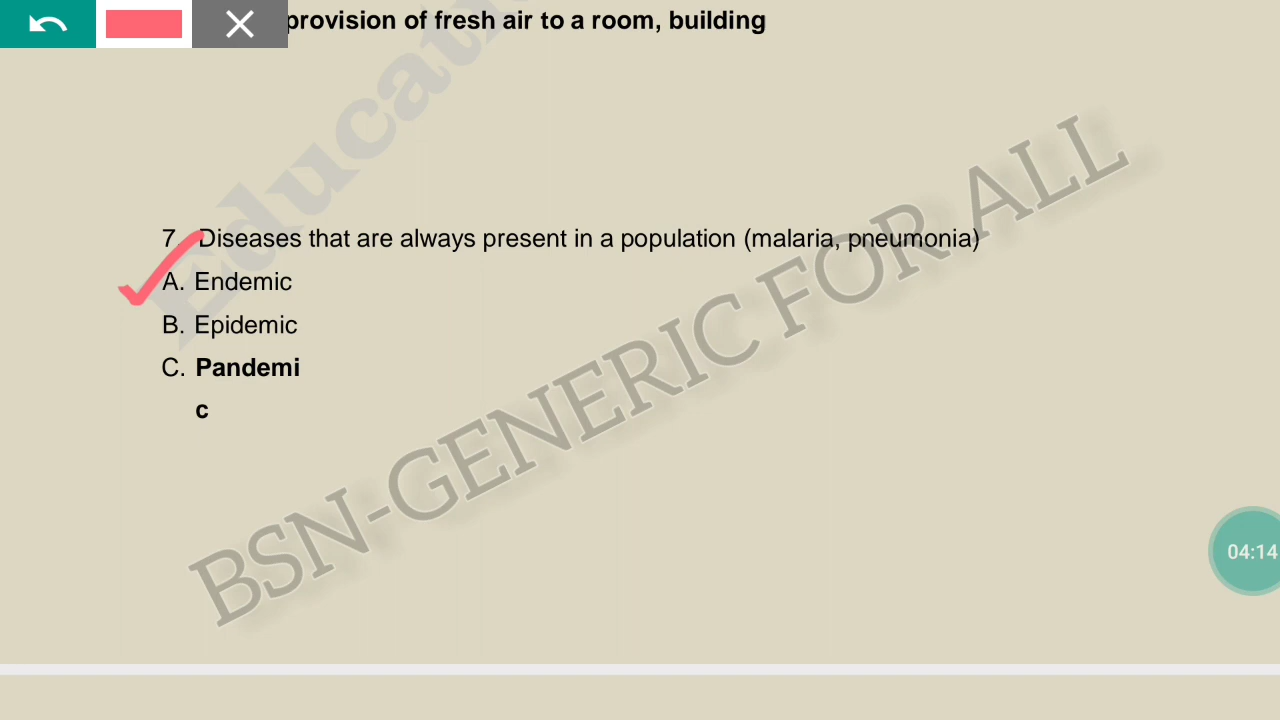 provision of fresh air to a room, building
Educati
7. Diseases that are always present in a population (malaria, pneumonia)
A. Endemic
B. Epidemic
C. Pandemi
c
BSN-GENERIC FOR ALL
04:14